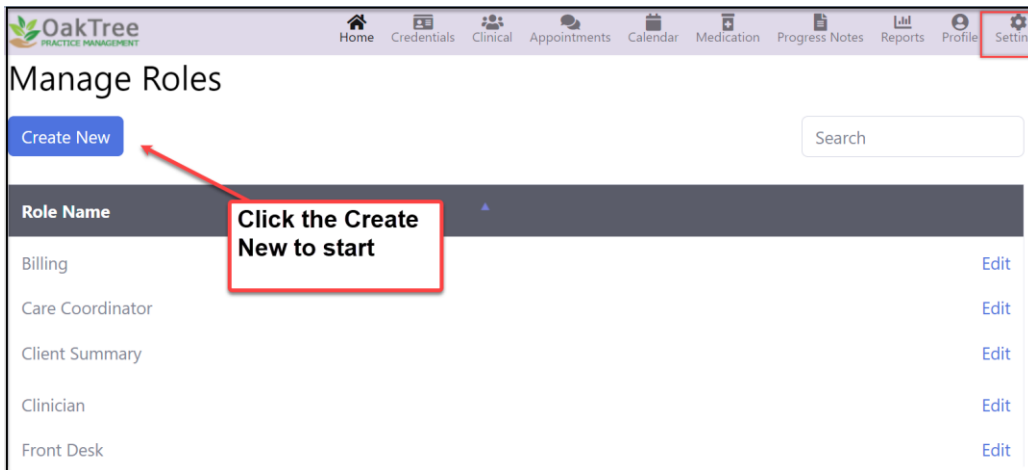 OakTree
PRACTICE MANAGEMENT
Home Credentials Clinical Appointments Calendar Medication Progress Notes Reports Profile Settin
Manage Roles
Create New
Search
Role Name
Click the Create
New to start
Billing Edit
Care Coordinator Edit
Client Summary Edit
Clinician Edit
Front Desk Edit